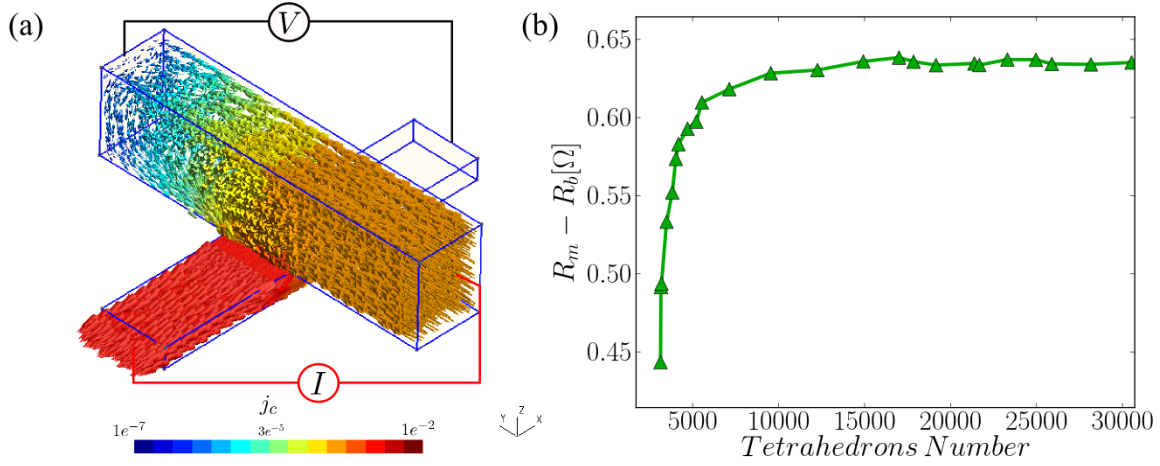 (a)
V
I
j_c
1e-7
3e-5
1e-2
Z
Y
X
(b)
0.65
0.60
0.55
0.50
0.45
R_m − R_b[Ω]
5000 10000 15000 20000 25000 30000
Tetrahedrons Number